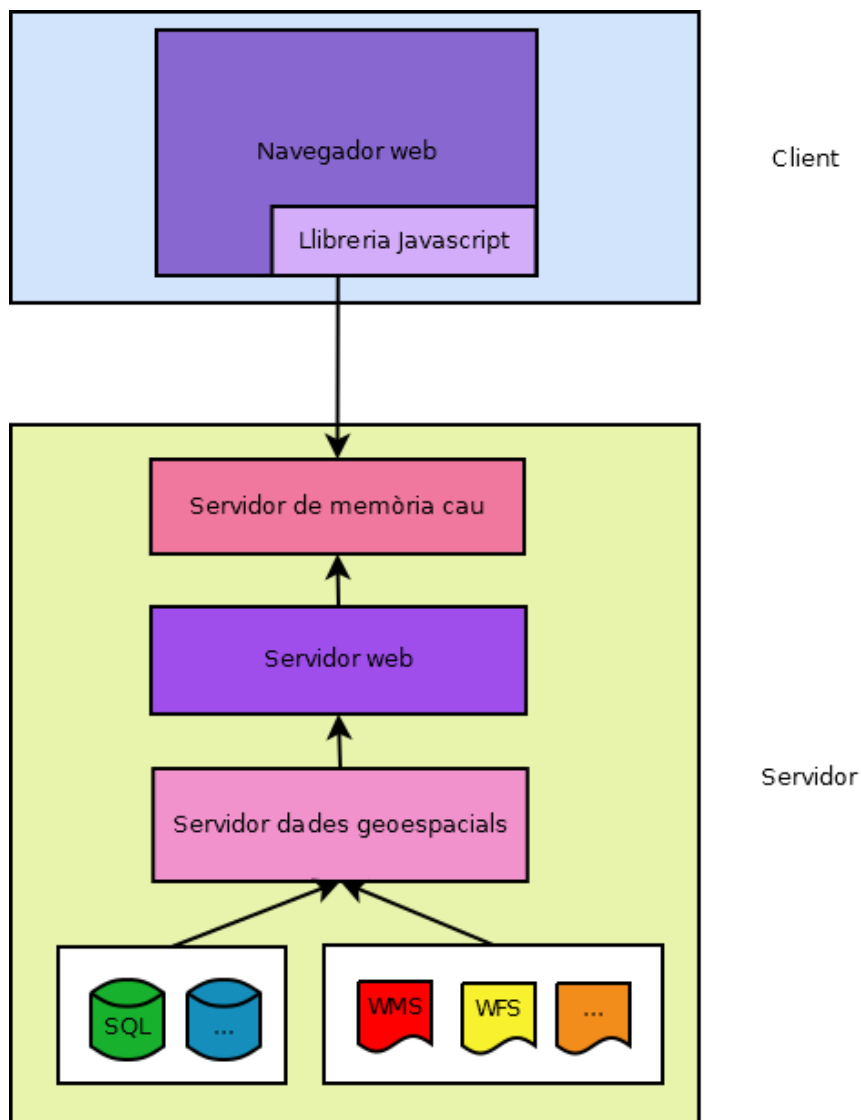 Navegador web
Client
Llibreria Javascript
Servidor de memòria cau
Servidor web
Servidor
Servidor dades geoespacials
SQL
...
WMS
WFS
...